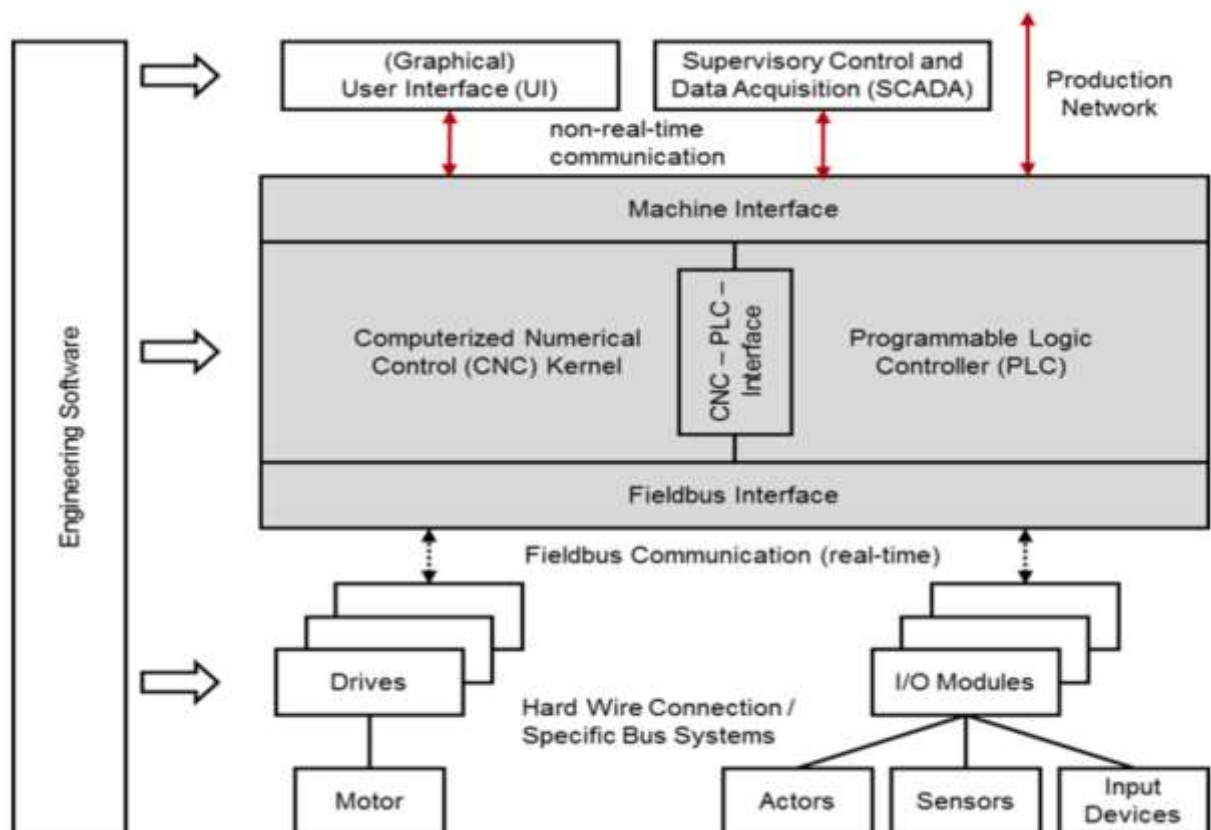 (Graphical)
User Interface (UI)
Supervisory Control and
Data Acquisition (SCADA)
Production
Network
non-real-time
communication
Machine Interface
Engineering Software
Computerized Numerical
Control (CNC) Kernel
CNC – PLC –
Interface
Programmable Logic
Controller (PLC)
Fieldbus Interface
Fieldbus Communication (real-time)
Drives
I/O Modules
Hard Wire Connection /
Specific Bus Systems
Motor
Actors
Sensors
Input
Devices